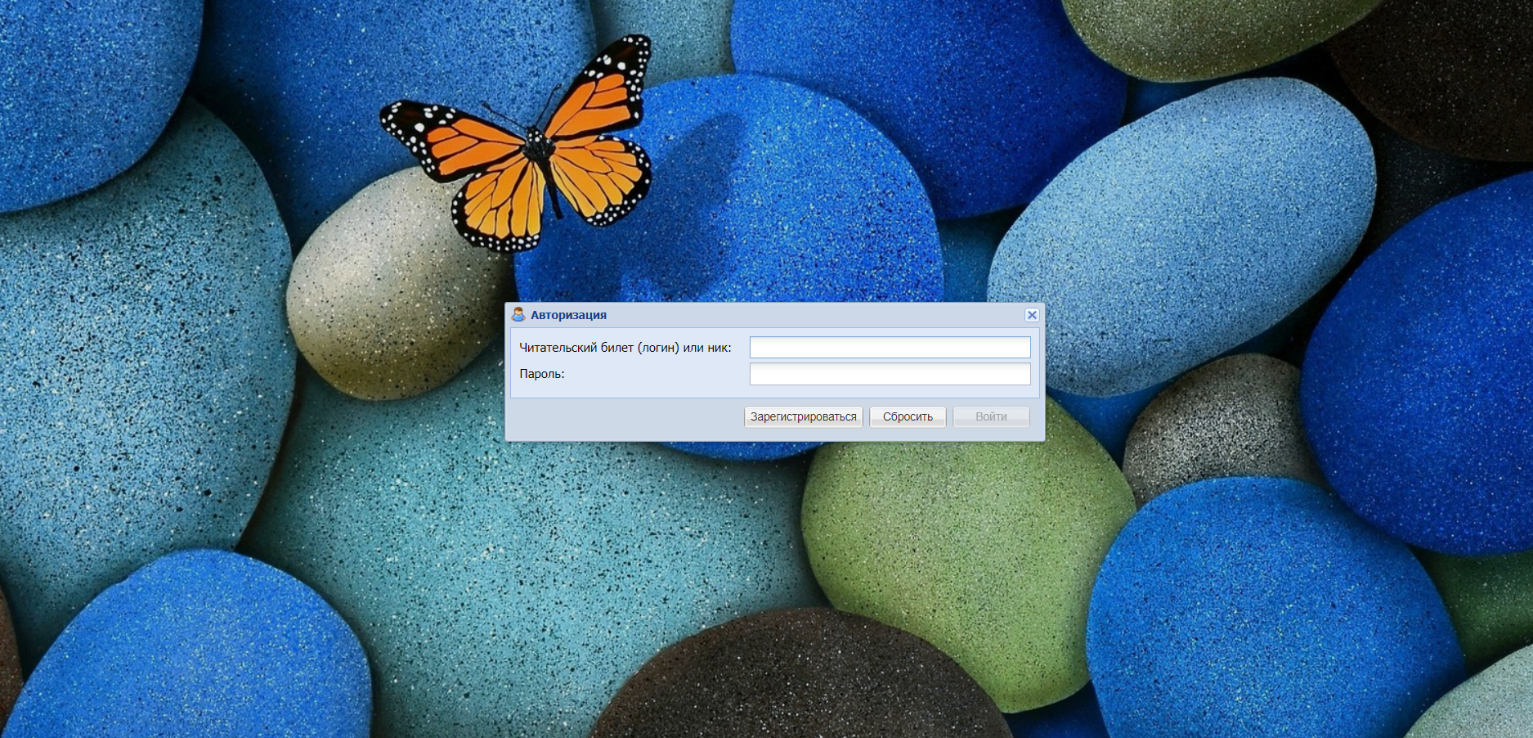 Авторизация
Читательский билет (логин) или ник:
Пароль:
Зарегистрироваться Сбросить Войти